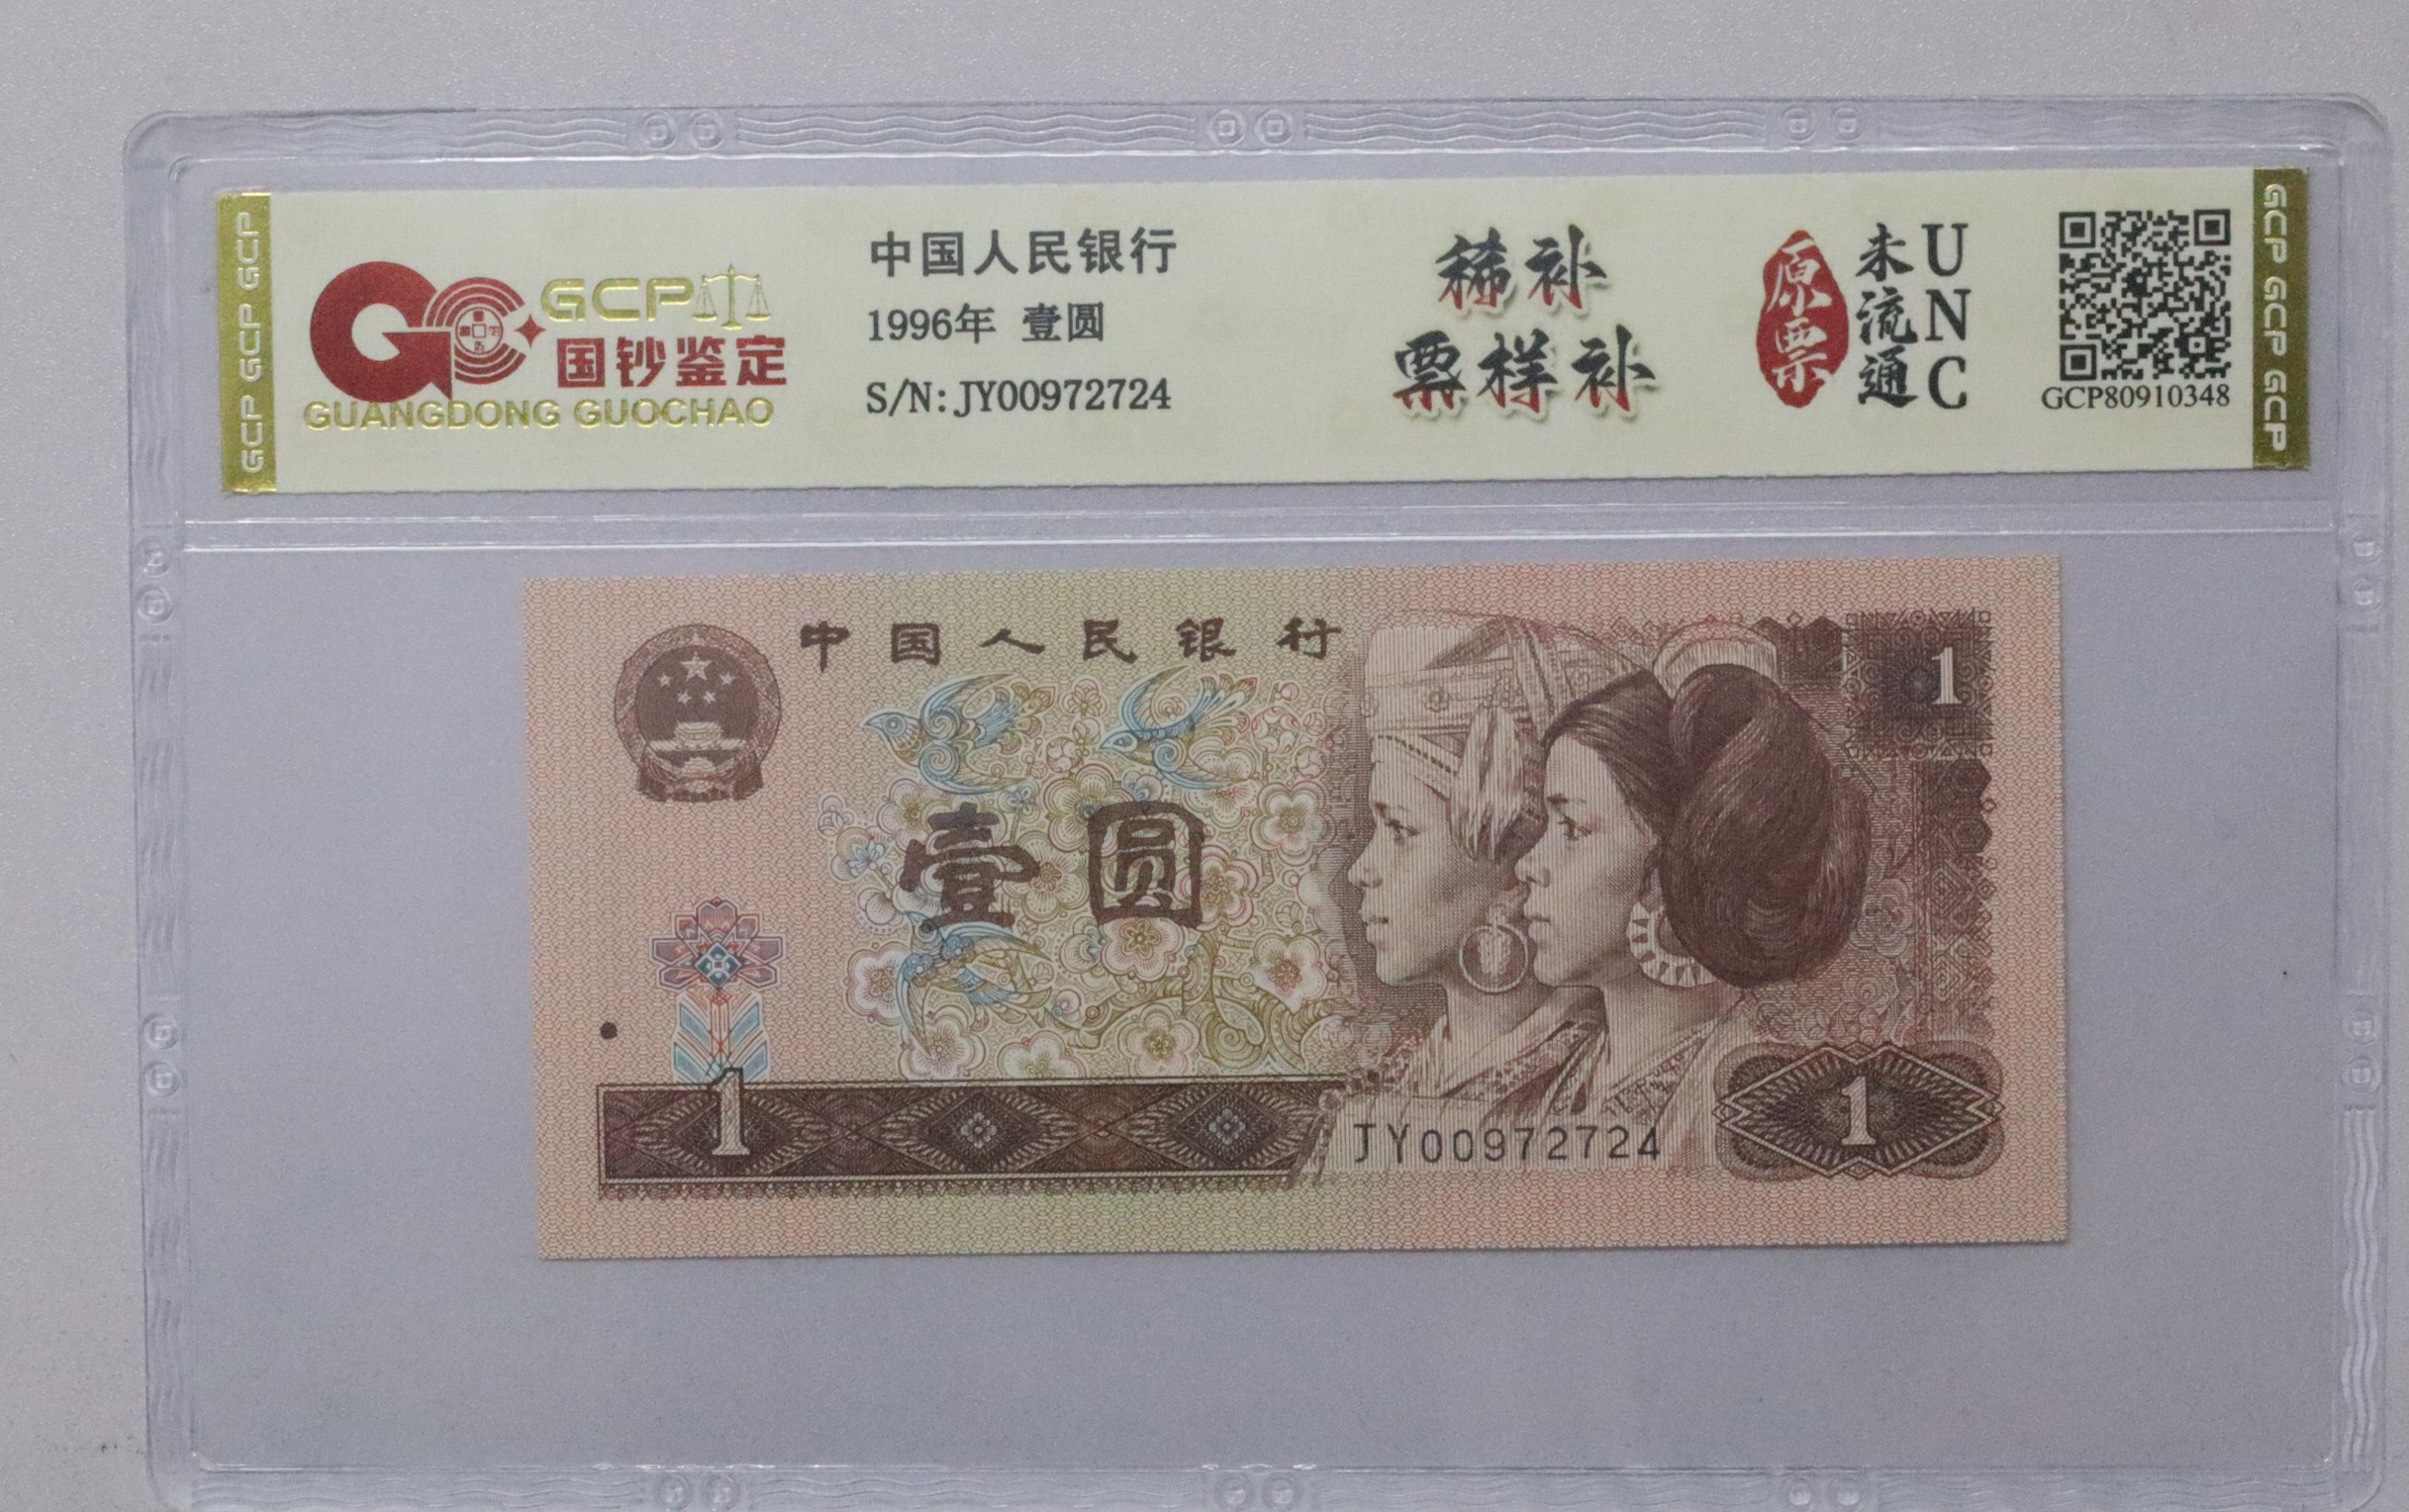 GCP GCP GCP
GCP
国钞鉴定
GUANGDONG GUOCHAO
中国人民银行
1996年 壹圆
S/N: JY00972724
稀补
票样补
原票
未流通
UNC
GCP80910348
GCP GCP GCP
中国人民银行
1
壹圆
1
JY00972724
1